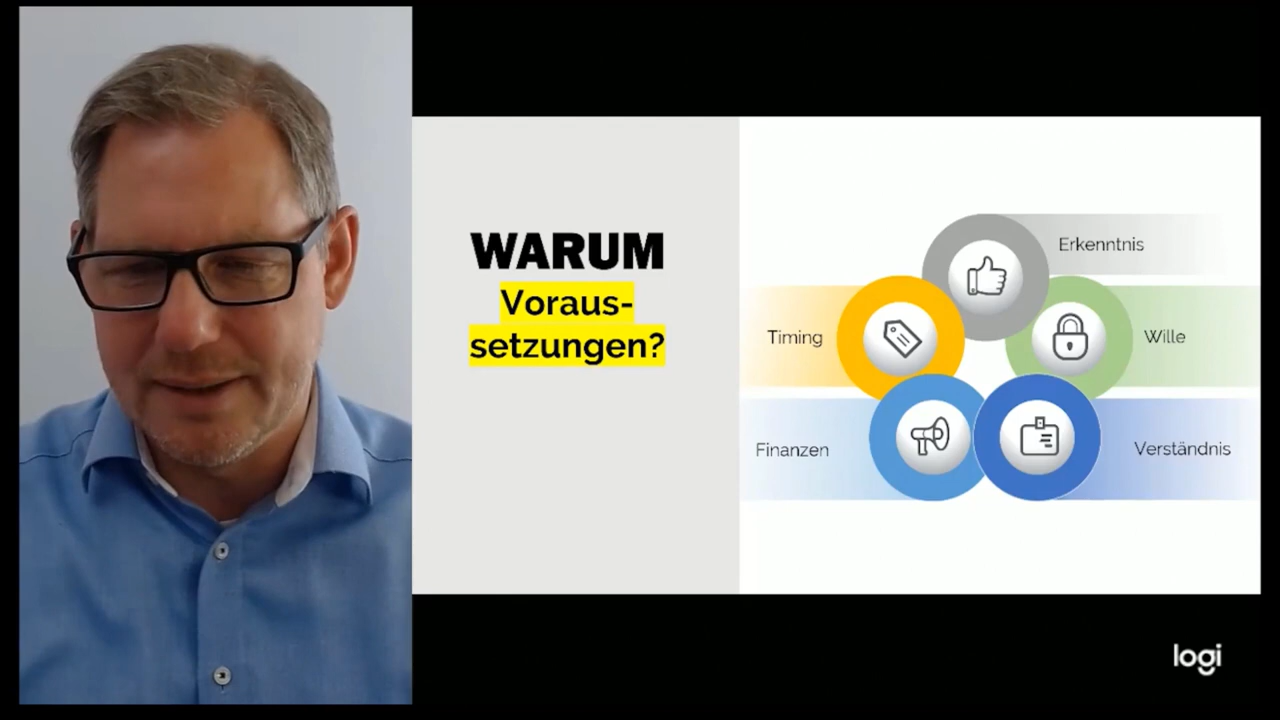 WARUM
Voraus-
setzungen?
Erkenntnis
Timing
Wille
Finanzen
Verständnis
logi